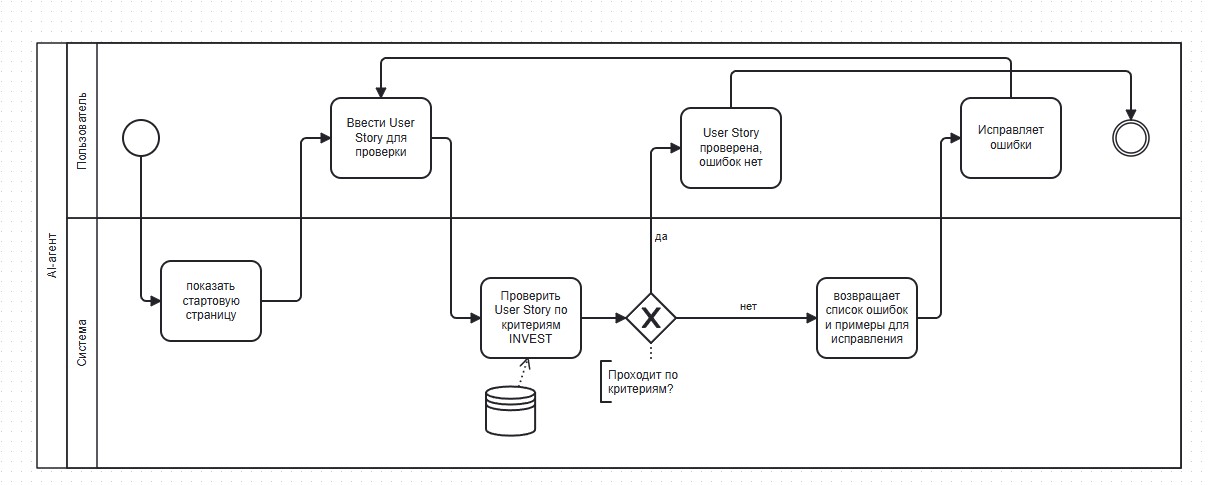 AI-агент
Пользователь
Ввести User
Story для
проверки
User Story
проверена,
ошибок нет
Исправляет
ошибки
Система
показать
стартовую
страницу
Проверить
User Story по
критериям
INVEST
да
нет
Проходит по
критериям?
возвращает
список ошибок
и примеры для
исправления